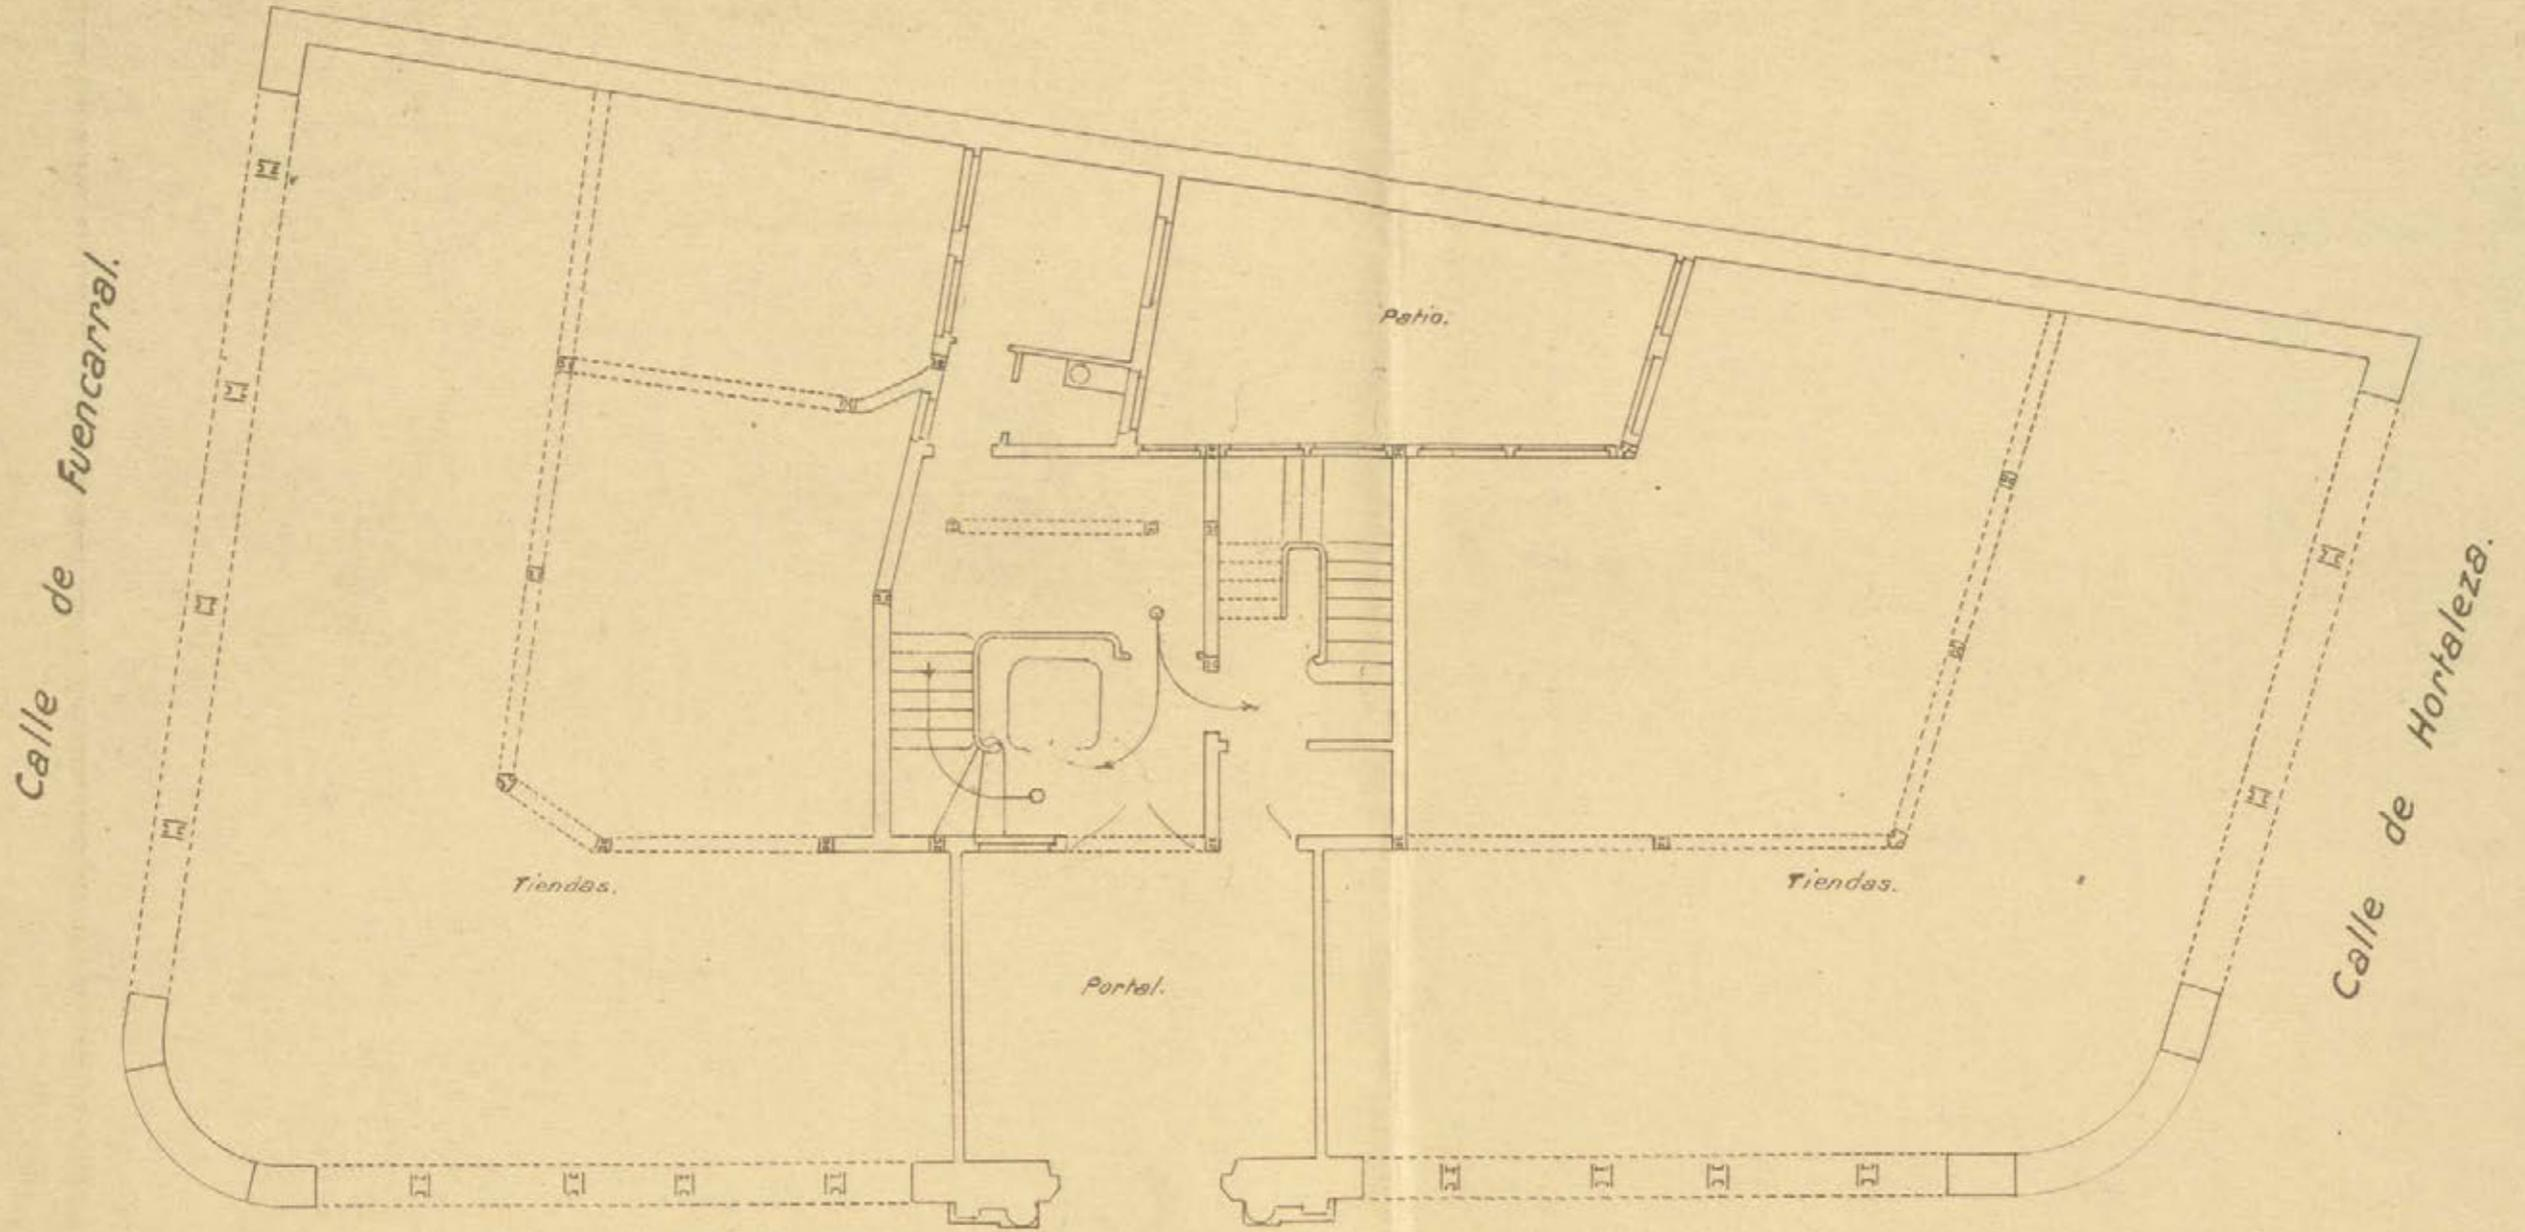 Calle de Fuencarral.
Patio.
Calle de Hortaleza.
Tiendas.
Tiendas.
Portal.